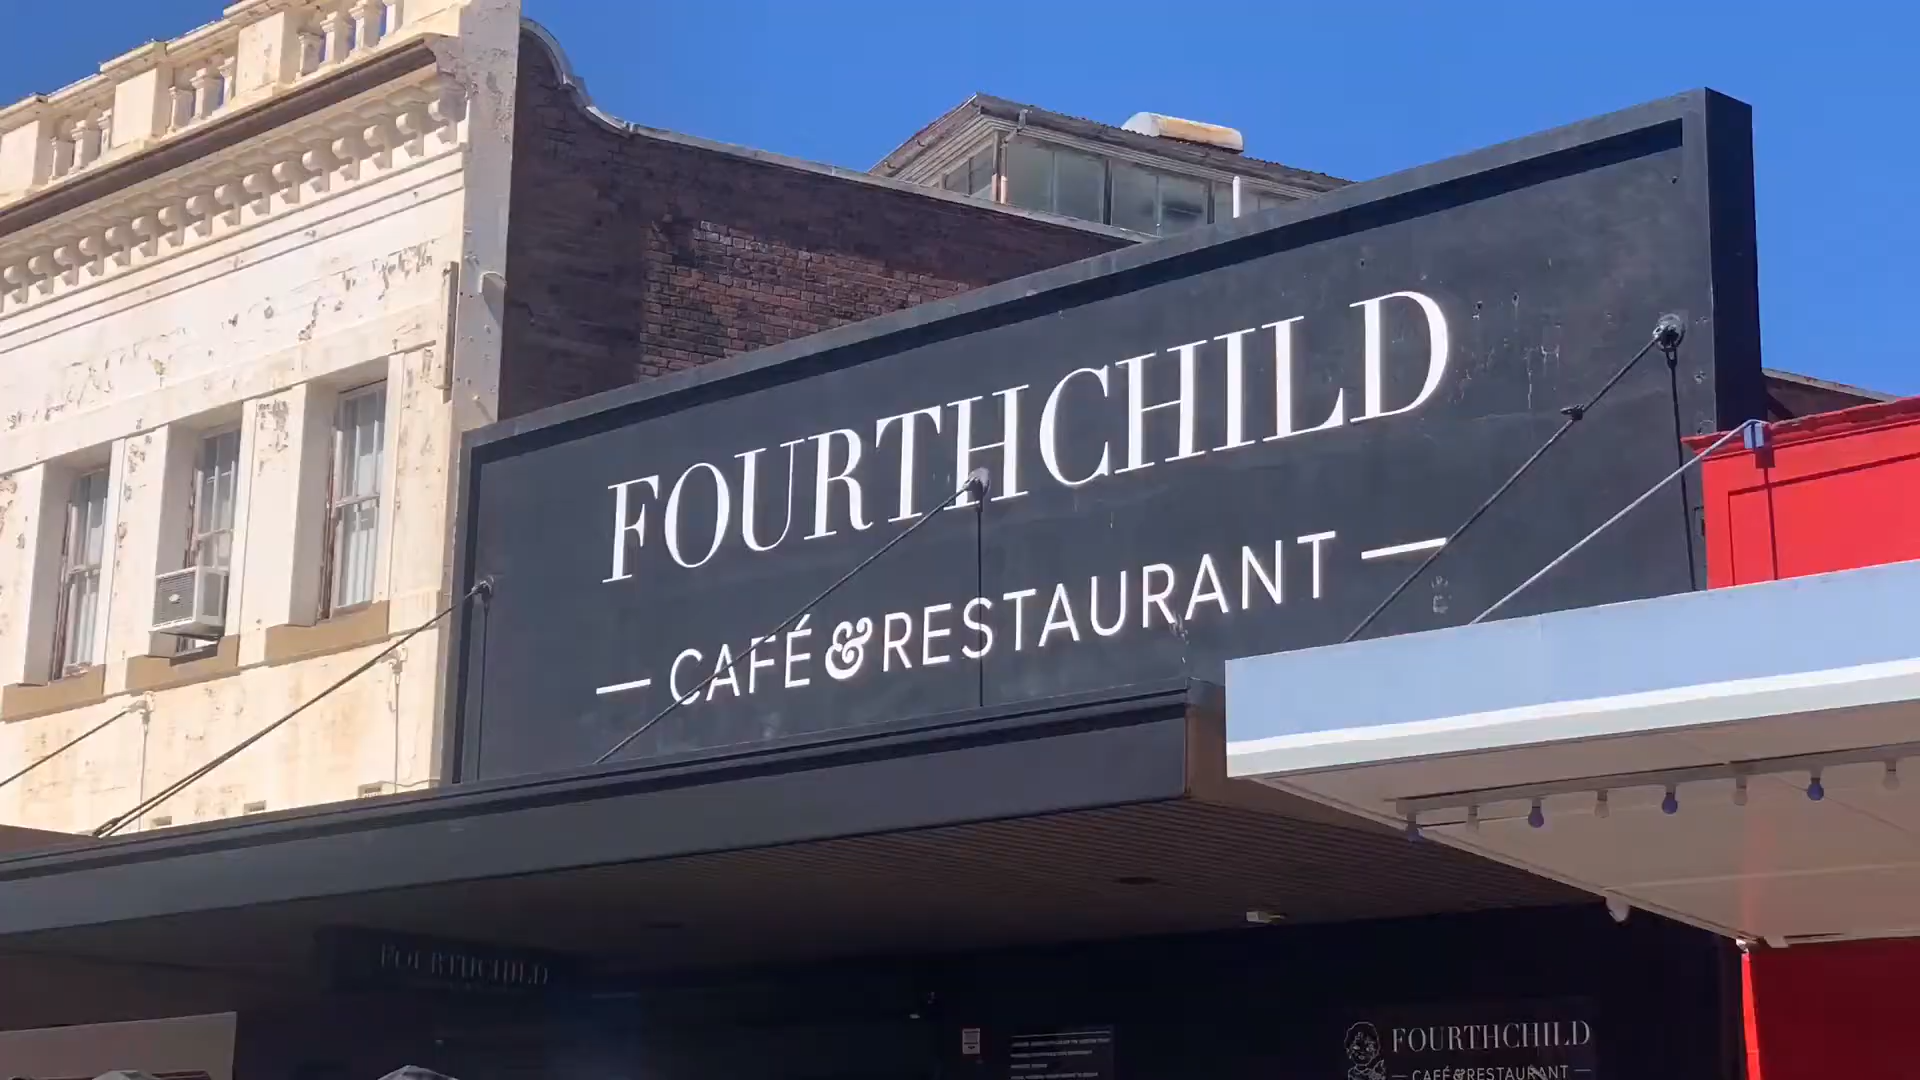 FOURTHCHILD
— CAFÉ & RESTAURANT —
FOURTHCHILD
FOURTHCHILD
— CAFÉ & RESTAURANT —